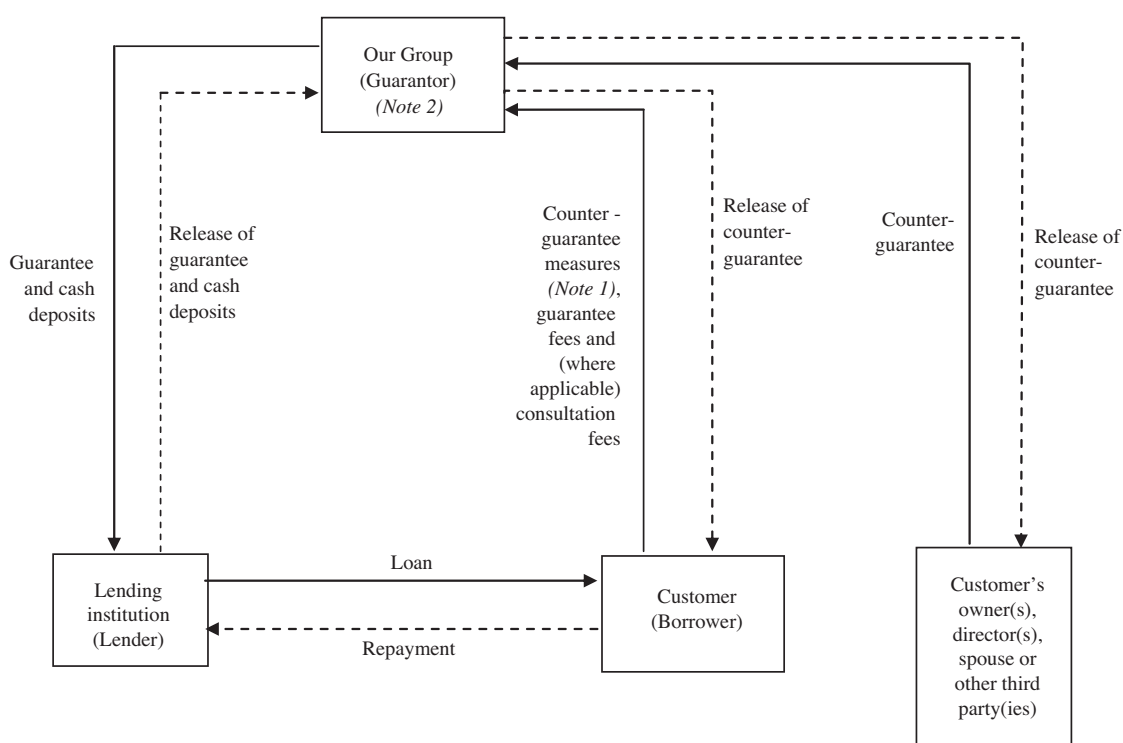 Our Group
(Guarantor)
(Note 2)
Guarantee
and cash
deposits
Release of
guarantee
and cash
deposits
Counter -
guarantee
measures
(Note 1),
guarantee
fees and
(where
applicable)
consultation
fees
Release of
counter-
guarantee
Counter-
guarantee
Release of
counter-
guarantee
Lending
institution
(Lender)
Loan
Repayment
Customer
(Borrower)
Customer’s
owner(s),
director(s),
spouse or
other third
party(ies)